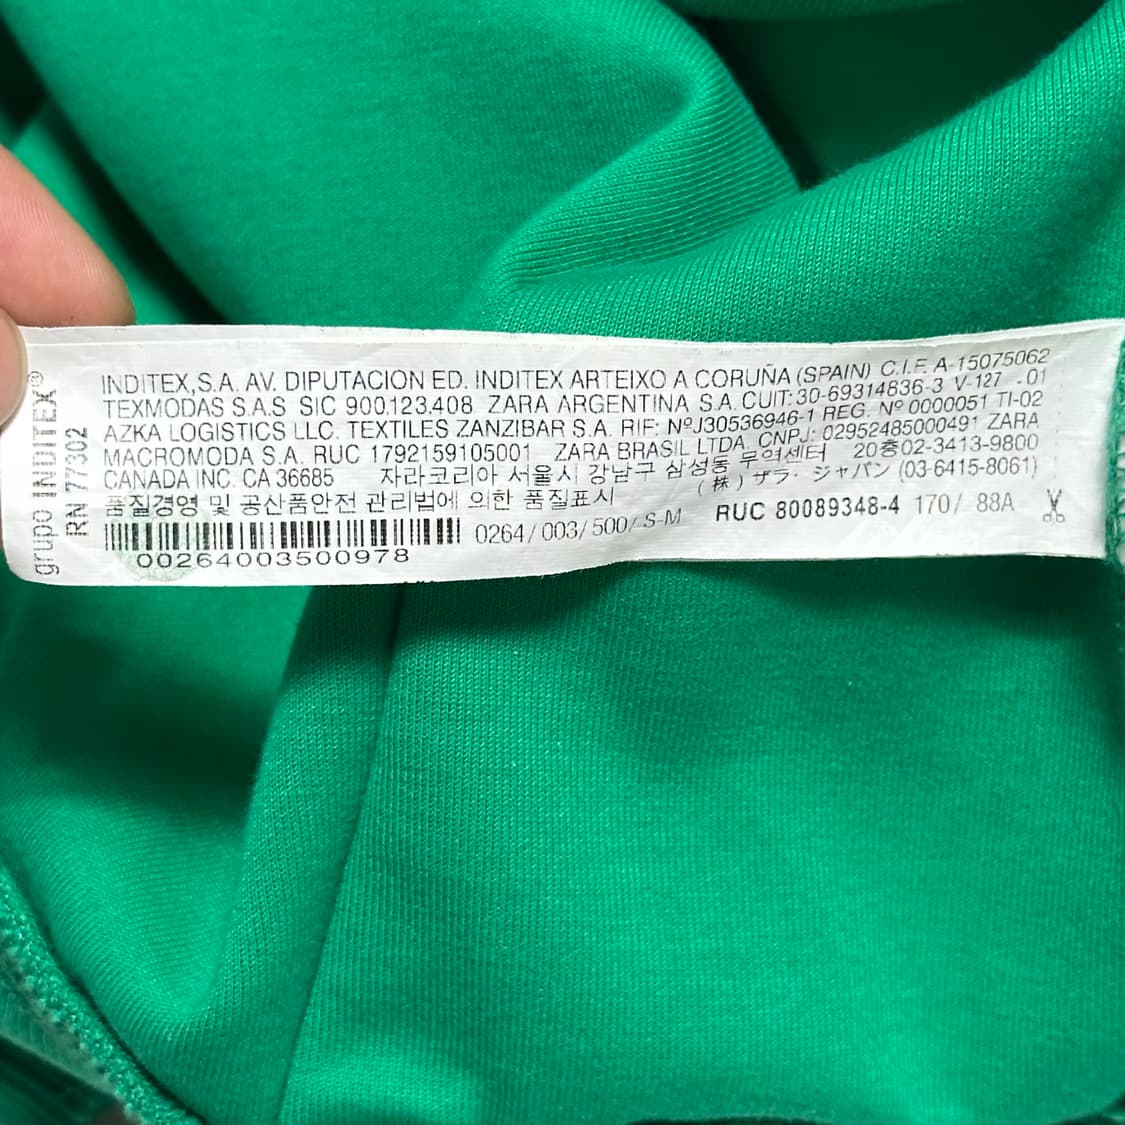 grupo INDITEX®
RN 77302
INDITEX,S.A. AV. DIPUTACION ED. INDITEX ARTEIXO A CORUÑA (SPAIN) C.I.F. A-15075062
TEXMODAS S.A.S SIC 900.123.408 ZARA ARGENTINA S.A. CUIT: 30-69314836-3 V-127 -01
AZKA LOGISTICS LLC. TEXTILES ZANZIBAR S.A. RIF: NºJ30536946-1 REG. Nº 0000051 TI-02
MACROMODA S.A. RUC 1792159105001 ZARA BRASIL LTDA, CNPJ: 02952485000491 ZARA
CANADA INC. CA 36685 자라코리아 서울시 강남구 삼성동 무역센터 20층02-3413-9800
품질경영 및 공산품안전 관리법에 의한 품질표시 (株) ザラ・ジャパン (03-6415-8061)
0264/003/500/S-M RUC 80089348-4 170/ 88A
00264003500978